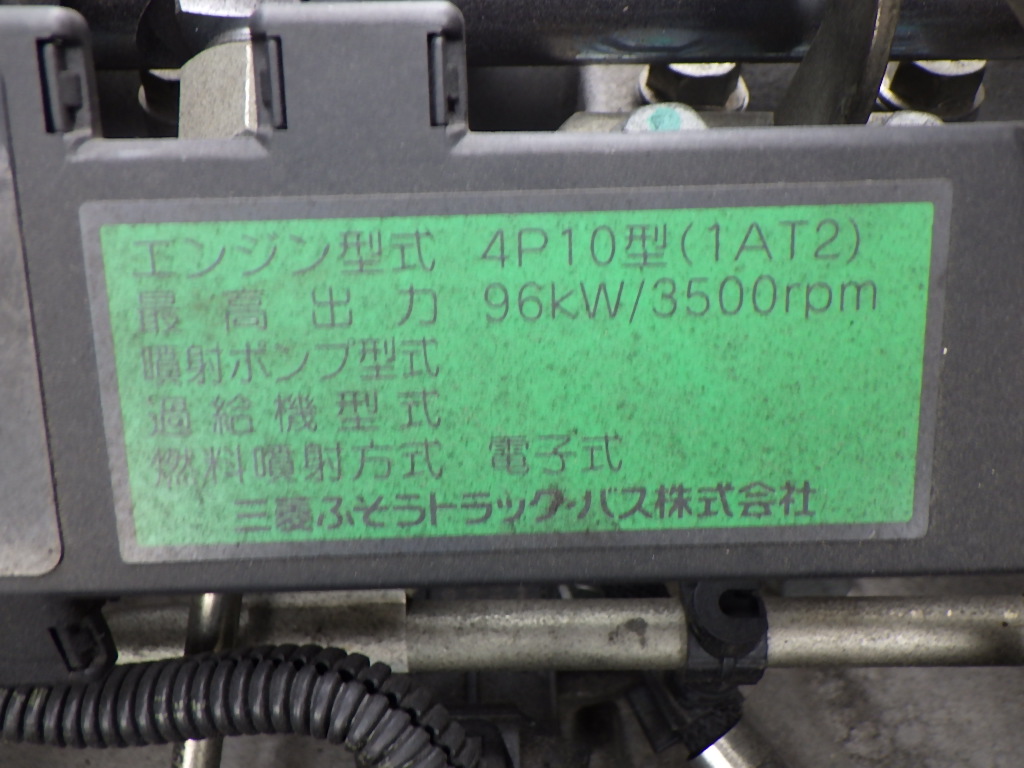 エンジン型式 4P10型(1AT2)
最高出力 96kW/3500rpm
噴射ポンプ型式
過給機型式
燃料噴射方式 電子式
三菱ふそうトラック・バス株式会社